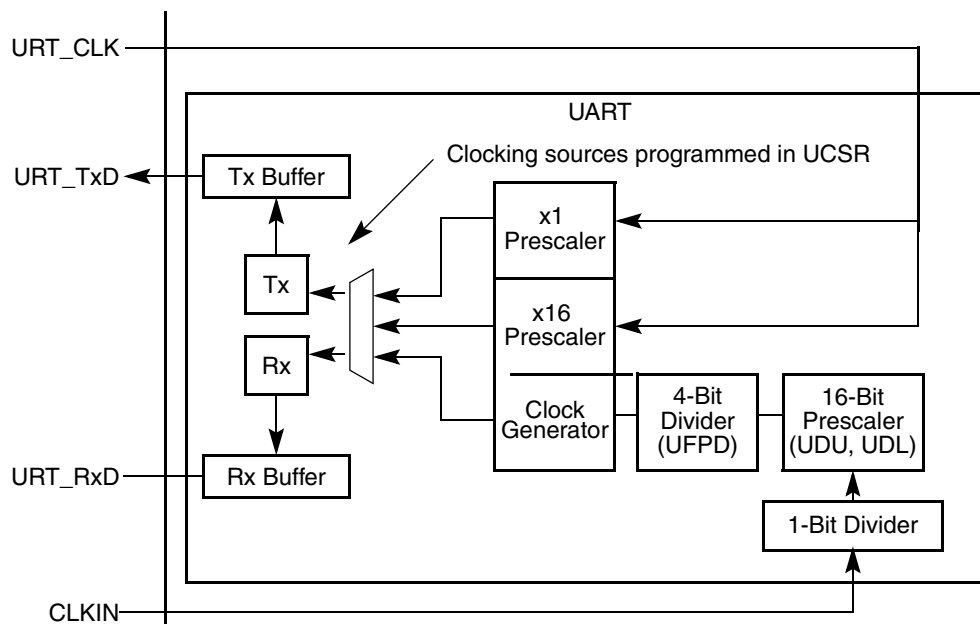 URT_CLK
UART
Clocking sources programmed in UCSR
URT_TxD
Tx Buffer
x1
Prescaler
Tx
x16
Prescaler
Rx
Clock
Generator
4-Bit
Divider
(UFPD)
16-Bit
Prescaler
(UDU, UDL)
URT_RxD
Rx Buffer
1-Bit Divider
CLKIN